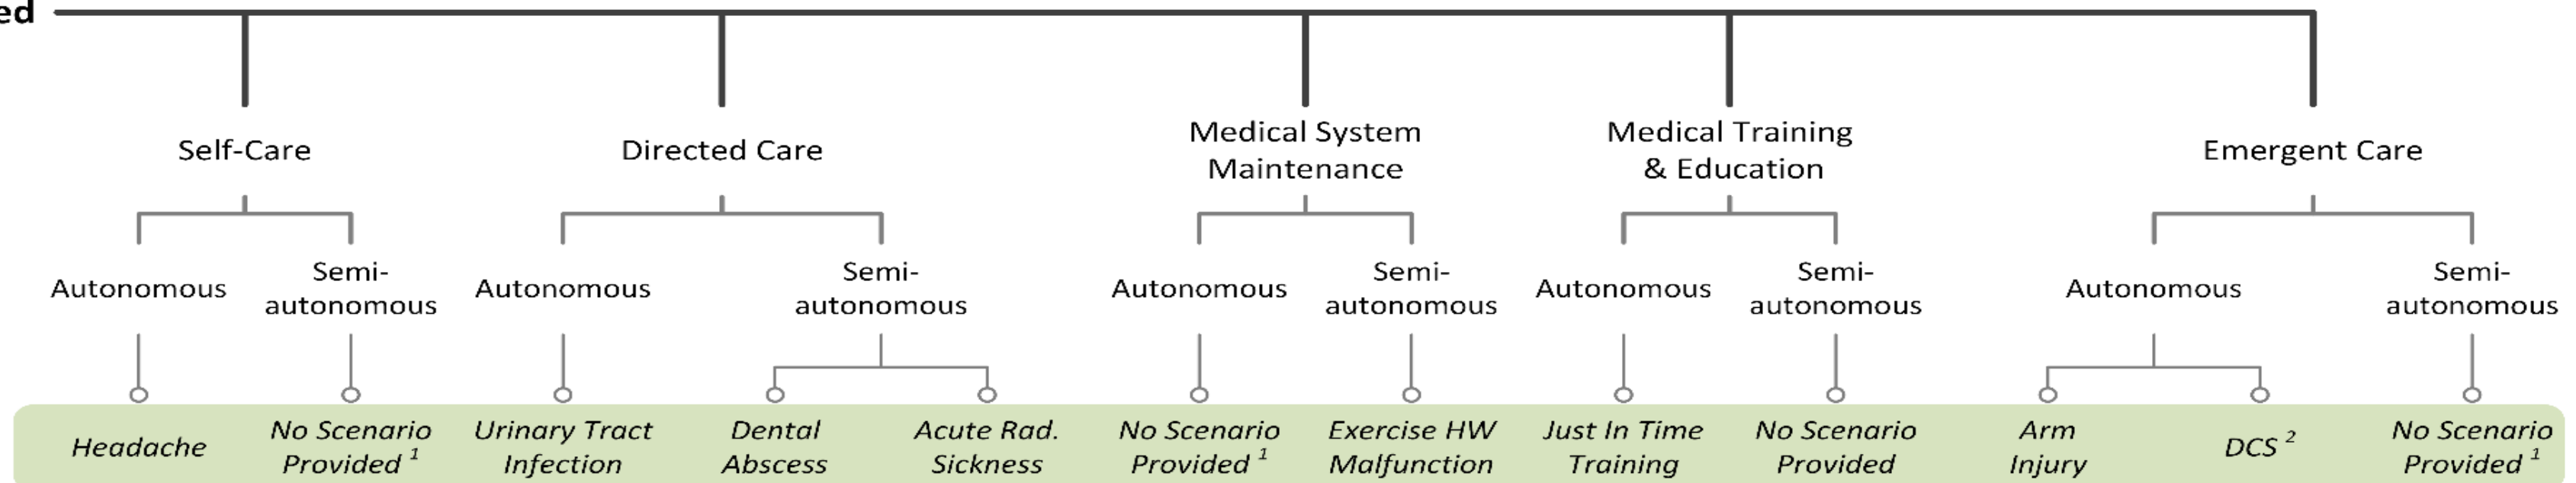 ed
Self-Care
Directed Care
Medical System
Maintenance
Medical Training
& Education
Emergent Care
Autonomous
Semi-
autonomous
Autonomous
Semi-
autonomous
Autonomous
Semi-
autonomous
Autonomous
Semi-
autonomous
Autonomous
Semi-
autonomous
Headache
No Scenario
Provided 1
Urinary Tract
Infection
Dental
Abscess
Acute Rad.
Sickness
No Scenario
Provided 1
Exercise HW
Malfunction
Just In Time
Training
No Scenario
Provided
Arm
Injury
DCS 2
No Scenario
Provided 1